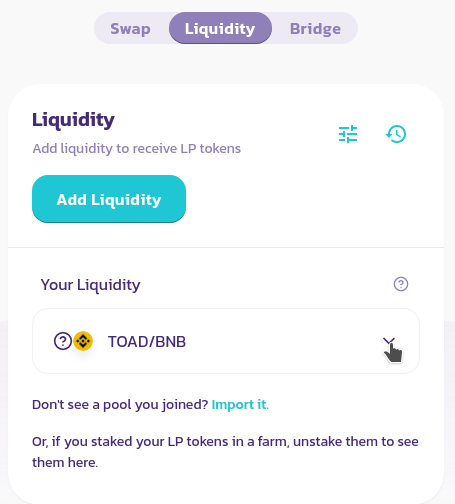 Swap Liquidity Bridge
Liquidity
Add liquidity to receive LP tokens
Add Liquidity
Your Liquidity ?
? TOAD/BNB
Don't see a pool you joined? Import it.
Or, if you staked your LP tokens in a farm, unstake them to see
them here.